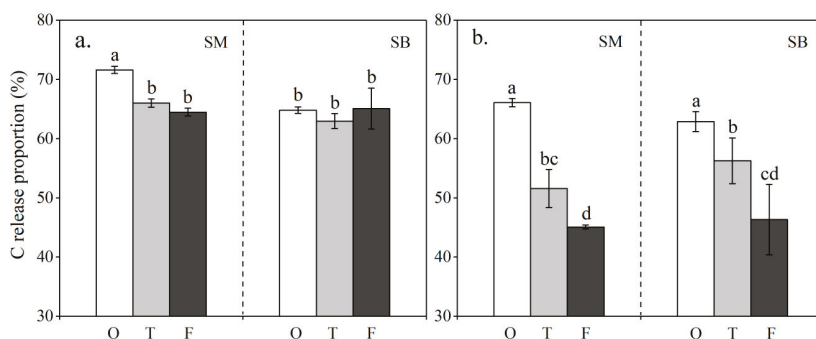 C release proportion (%)
80
70
60
50
40
30
a.
SM
SB
a
b
b
b
b
b
O T F
O T F
80
70
60
50
40
30
b.
SM
SB
a
bc
d
a
b
cd
O T F
O T F